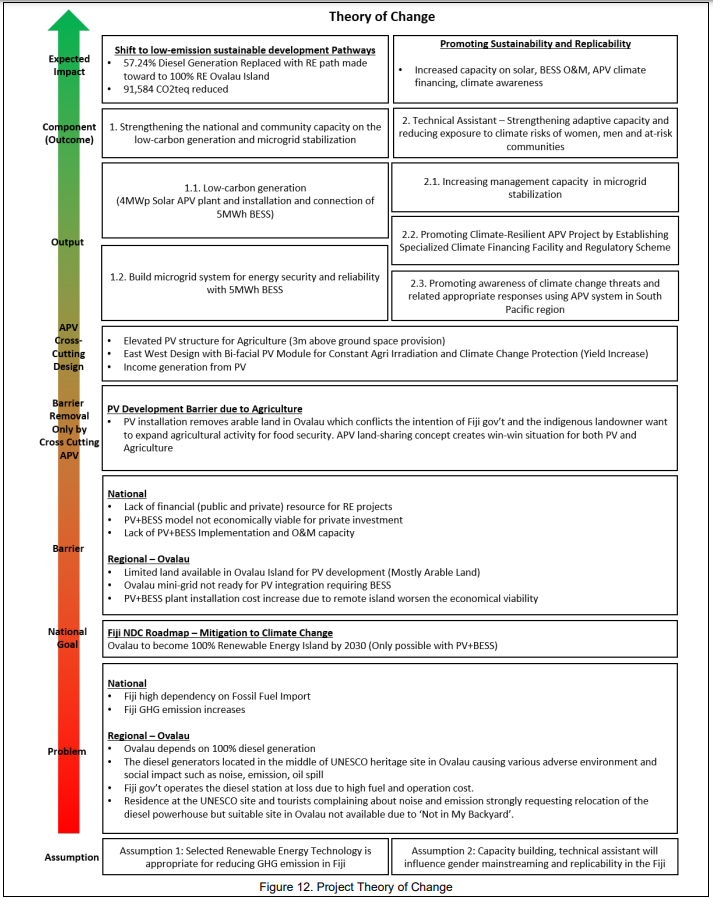 Theory of Change
Expected
Impact
Shift to low-emission sustainable development Pathways
• 57.24% Diesel Generation Replaced with RE path made
toward to 100% RE Ovalau Island
• 91,584 CO2teq reduced
Promoting Sustainability and Replicability
• Increased capacity on solar, BESS O&M, APV climate
financing, climate awareness
Component
(Outcome)
1. Strengthening the national and community capacity on the
low-carbon generation and microgrid stabilization
2. Technical Assistant – Strengthening adaptive capacity and
reducing exposure to climate risks of women, men and at-risk
communities
Output
1.1. Low-carbon generation
(4MWp Solar APV plant and installation and connection of
5MWh BESS)
1.2. Build microgrid system for energy security and reliability
with 5MWh BESS
2.1. Increasing management capacity in microgrid
stabilization
2.2. Promoting Climate-Resilient APV Project by Establishing
Specialized Climate Financing Facility and Regulatory Scheme
2.3. Promoting awareness of climate change threats and
related appropriate responses using APV system in South
Pacific region
APV
Cross-
Cutting
Design
• Elevated PV structure for Agriculture (3m above ground space provision)
• East West Design with Bi-facial PV Module for Constant Agri Irradiation and Climate Change Protection (Yield Increase)
• Income generation from PV
Barrier
Removal
Only by
Cross Cutting
APV
PV Development Barrier due to Agriculture
• PV installation removes arable land in Ovalau which conflicts the intention of Fiji gov’t and the indigenous landowner want
to expand agricultural activity for food security. APV land-sharing concept creates win-win situation for both PV and
Agriculture
Barrier
National
• Lack of financial (public and private) resource for RE projects
• PV+BESS model not economically viable for private investment
• Lack of PV+BESS Implementation and O&M capacity
Regional – Ovalau
• Limited land available in Ovalau Island for PV development (Mostly Arable Land)
• Ovalau mini-grid not ready for PV integration requiring BESS
• PV+BESS plant installation cost increase due to remote island worsen the economical viability
National
Goal
Fiji NDC Roadmap – Mitigation to Climate Change
Ovalau to become 100% Renewable Energy Island by 2030 (Only possible with PV+BESS)
Problem
National
• Fiji high dependency on Fossil Fuel Import
• Fiji GHG emission increases
Regional – Ovalau
• Ovalau depends on 100% diesel generation
• The diesel generators located in the middle of UNESCO heritage site in Ovalau causing various adverse environment and
social impact such as noise, emission, oil spill
• Fiji gov’t operates the diesel station at loss due to high fuel and operation cost.
• Residence at the UNESCO site and tourists complaining about noise and emission strongly requesting relocation of the
diesel powerhouse but suitable site in Ovalau not available due to ‘Not in My Backyard’.
Assumption
Assumption 1: Selected Renewable Energy Technology is
appropriate for reducing GHG emission in Fiji
Assumption 2: Capacity building, technical assistant will
influence gender mainstreaming and replicability in the Fiji
Figure 12. Project Theory of Change